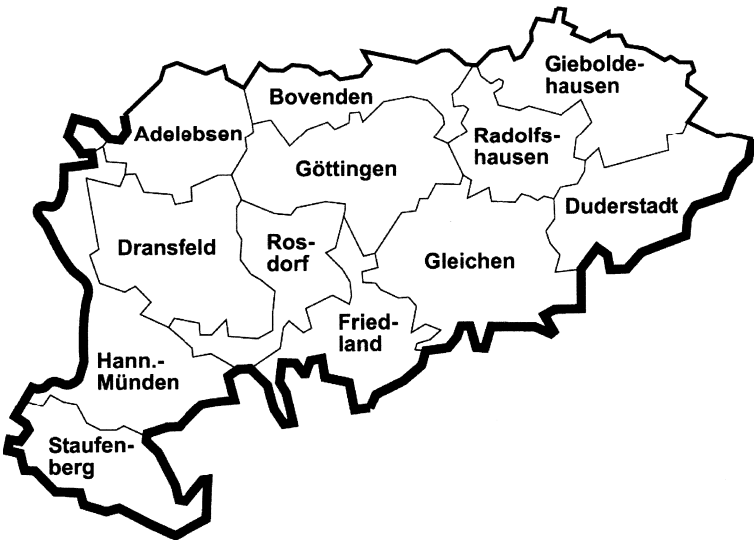 Giebolde-
hausen
Bovenden
Adelebsen
Radolfs-
hausen
Göttingen
Duderstadt
Dransfeld
Ros-
dorf
Gleichen
Fried-
land
Hann.-
Münden
Staufen-
berg